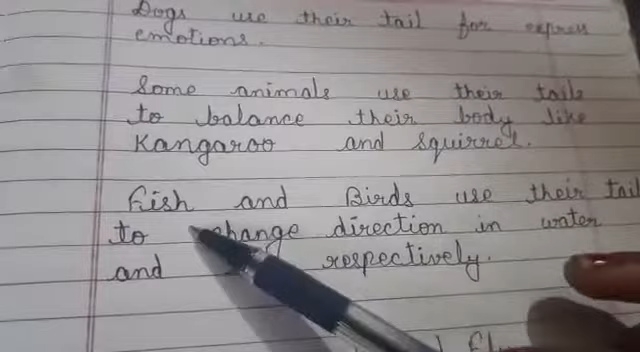 Dogs use their tail for express
emotions.
Some animals use their tails
to balance their body like
Kangaroo and Squirrel.
Fish and Birds use their tail
to change direction in water
and respectively.